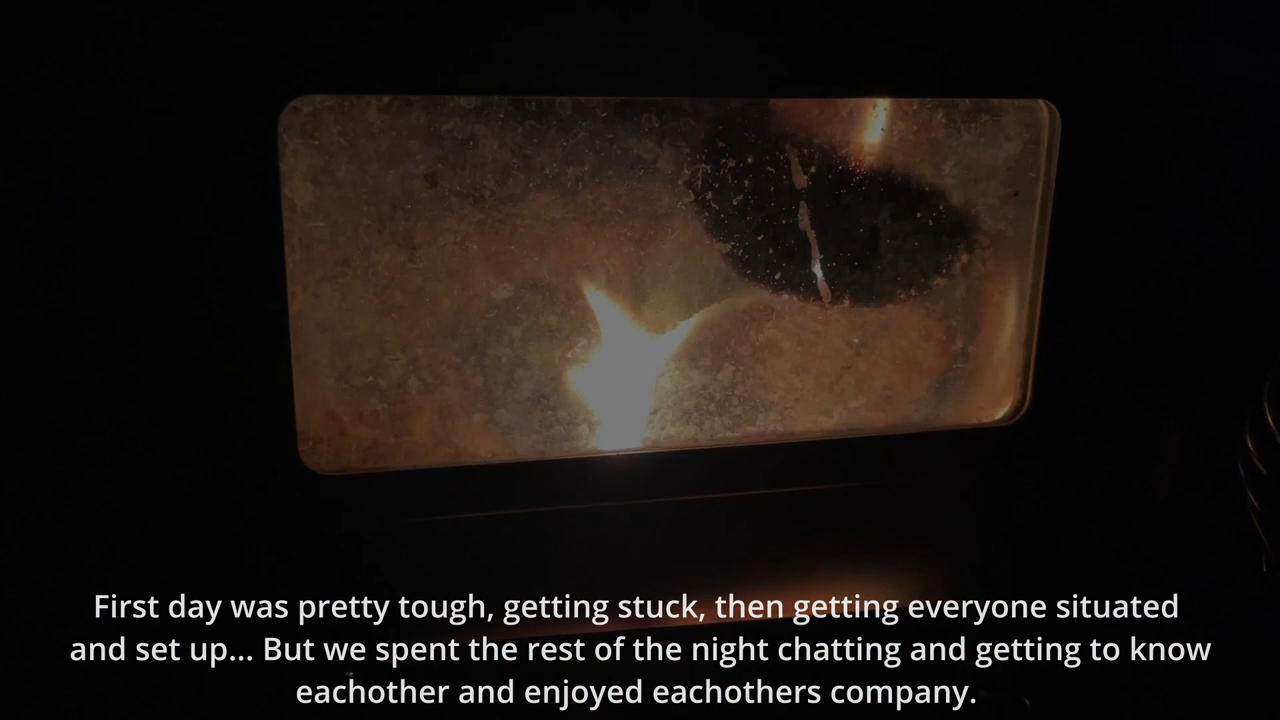 First day was pretty tough, getting stuck, then getting everyone situated
and set up... But we spent the rest of the night chatting and getting to know
eachother and enjoyed eachothers company.